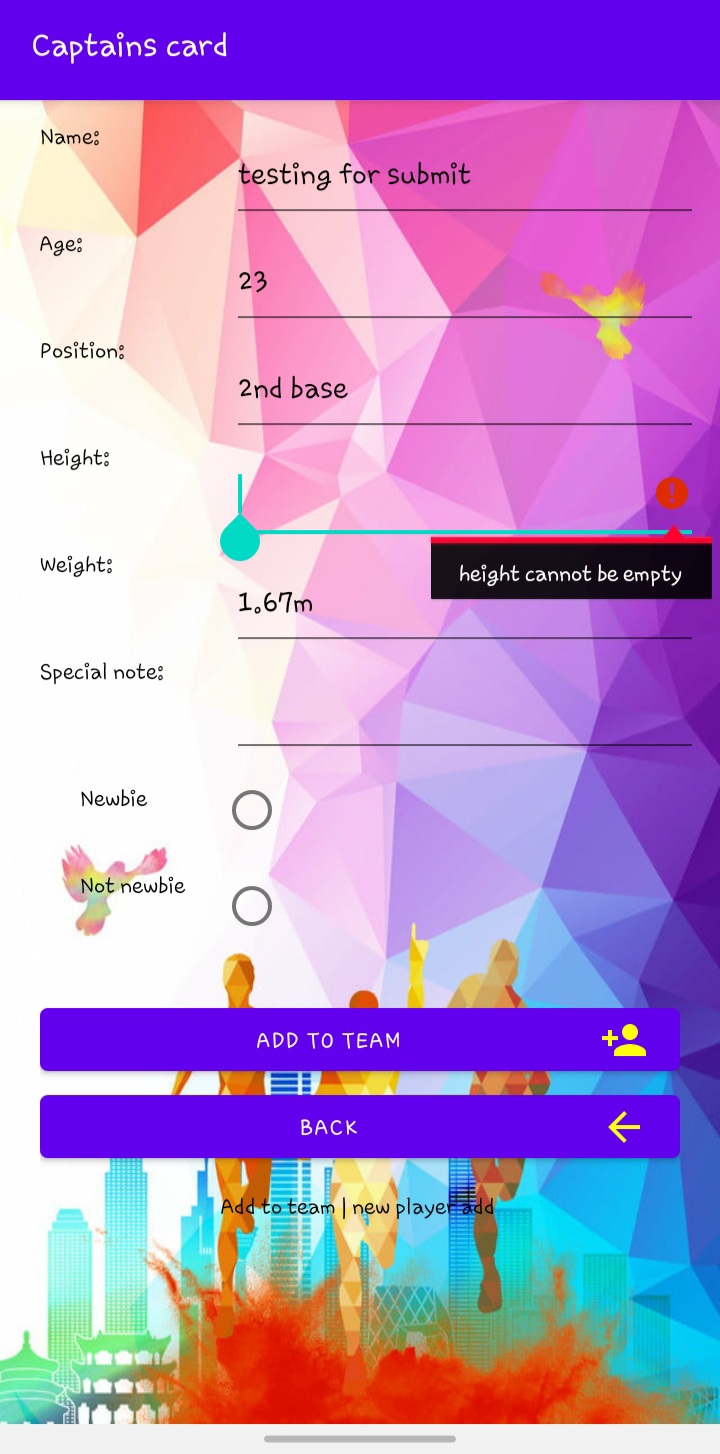 Captains card
Name:
testing for submit
Age:
23
Position:
2nd base
Height:
height cannot be empty
Weight:
1.67m
Special note:
Newbie
Not newbie
ADD TO TEAM
BACK
Add to team | new player add